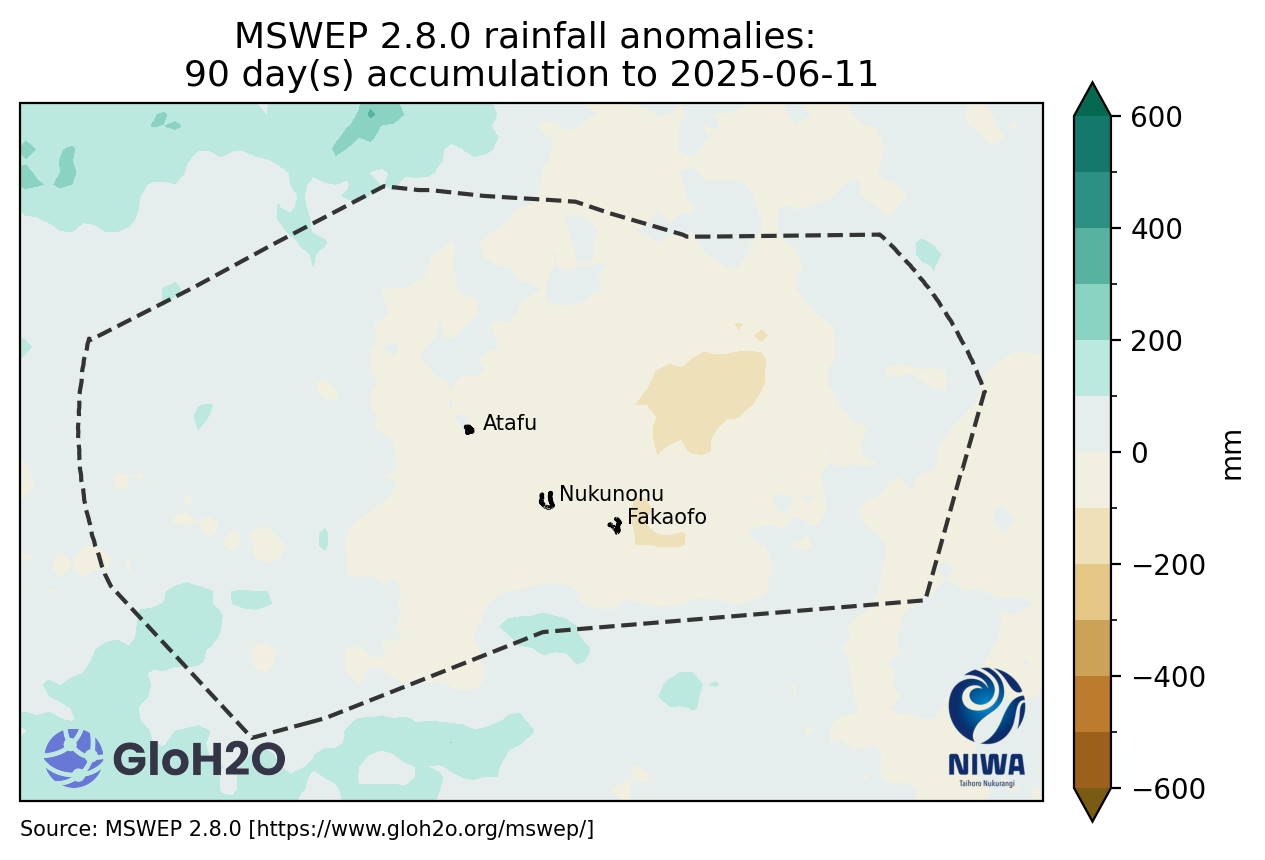 MSWEP 2.8.0 rainfall anomalies:
90 day(s) accumulation to 2025-06-11
600
400
200
0
−200
−400
−600
mm
Atafu
Nukunonu
Fakaofo
GloH2O
NIWA
Taihoro Nukurangi
Source: MSWEP 2.8.0 [https://www.gloh2o.org/mswep/]